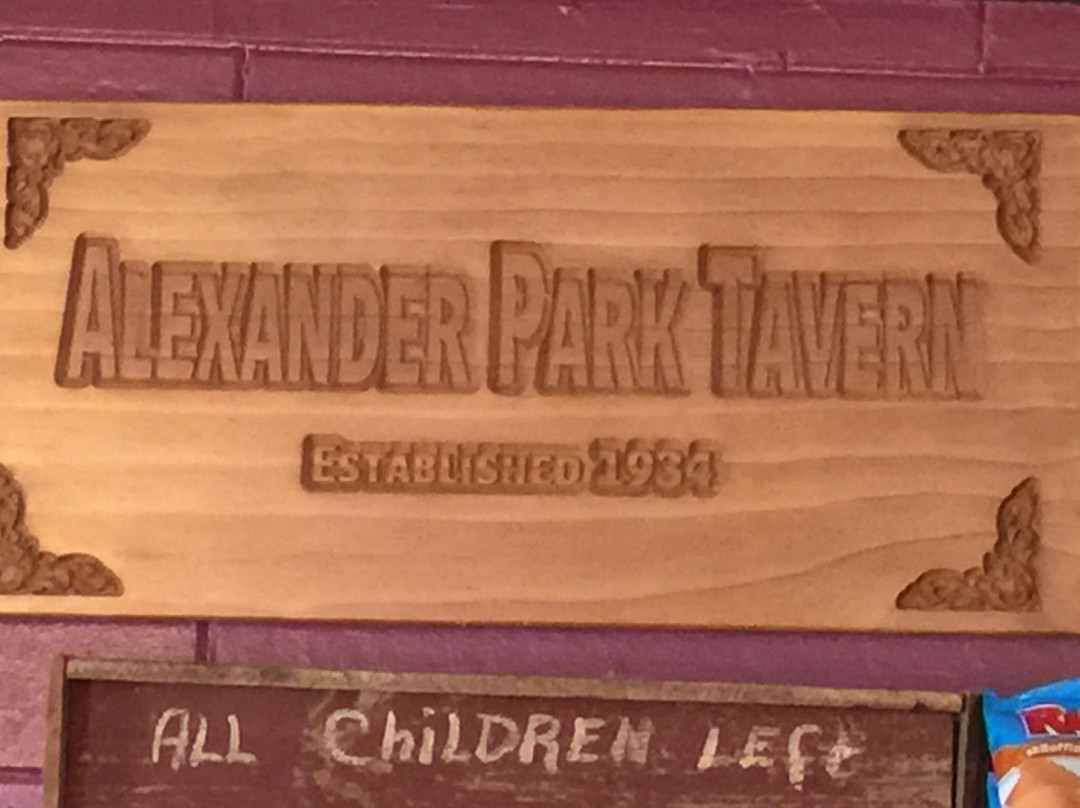 ALEXANDER PARK TAVERN
ESTABLISHED 1934
ALL ChiLDREN LEft